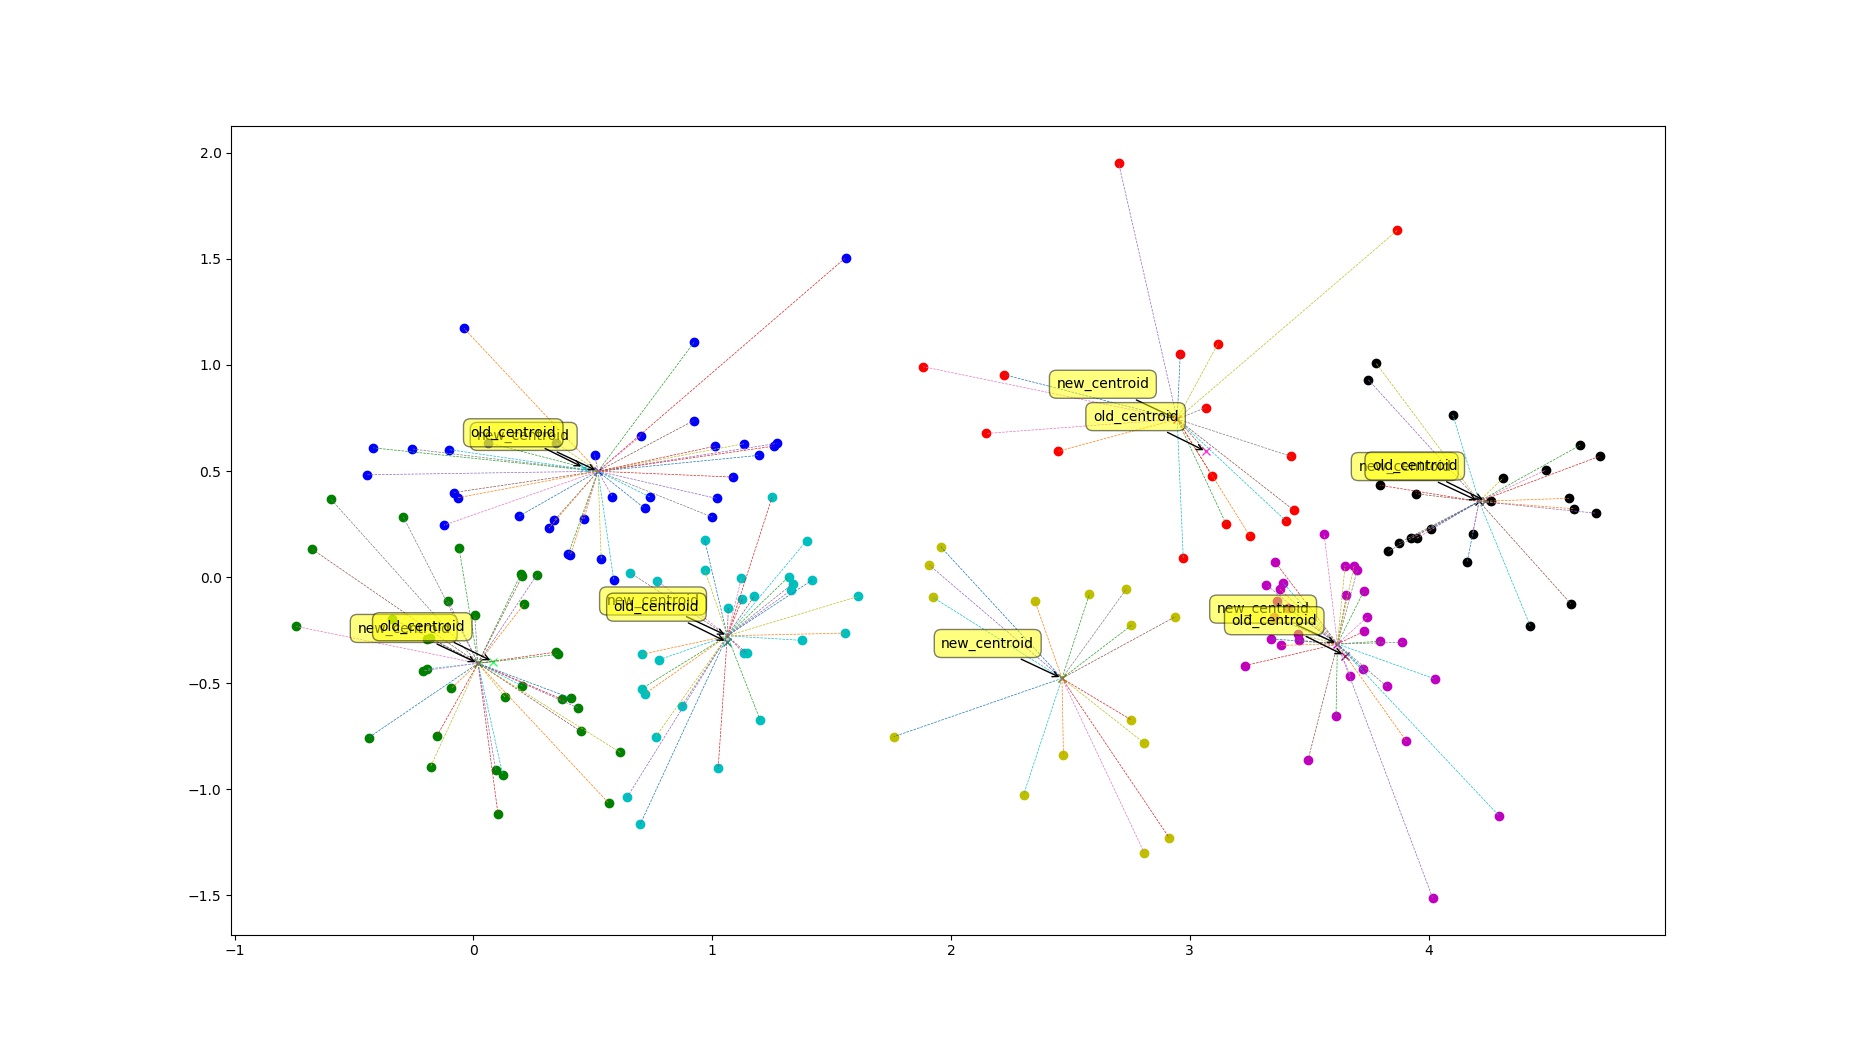 2.0
1.5
new_centroid
1.0
old_centroid
old_centroid
new_centroid
new_centroid
old_centroid
0.5
new_centroid
old_centroid
new_centroid
old_centroid
0.0
new_centroid
old_centroid
new_centroid
−0.5
−1.0
−1.5
−1 0 1 2 3 4